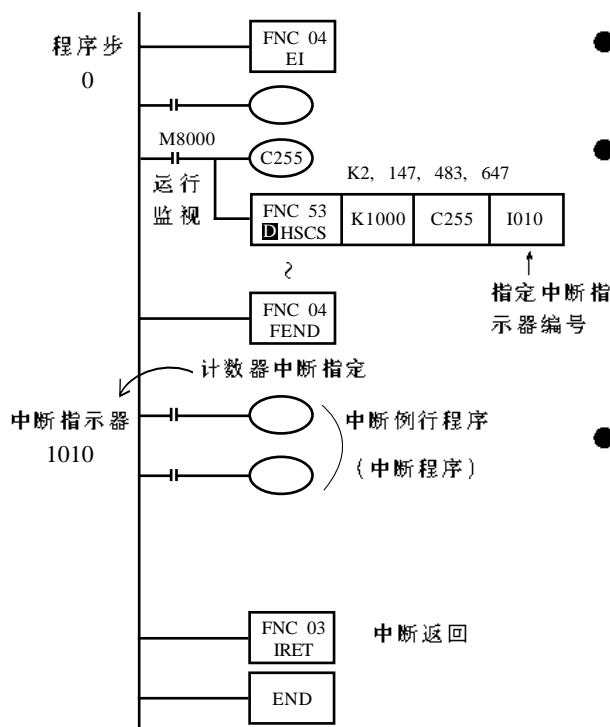 程序步
0
FNC 04
EI
M8000
运行
监视
C255
K2, 147, 483, 647
FNC 53
D HSCS
K1000
C255
I010
指定中断指
示器编号
FNC 04
FEND
计数器中断指定
中断指示器
1010
中断例行程序
(中断程序)
FNC 03
IRET
中断返回
END